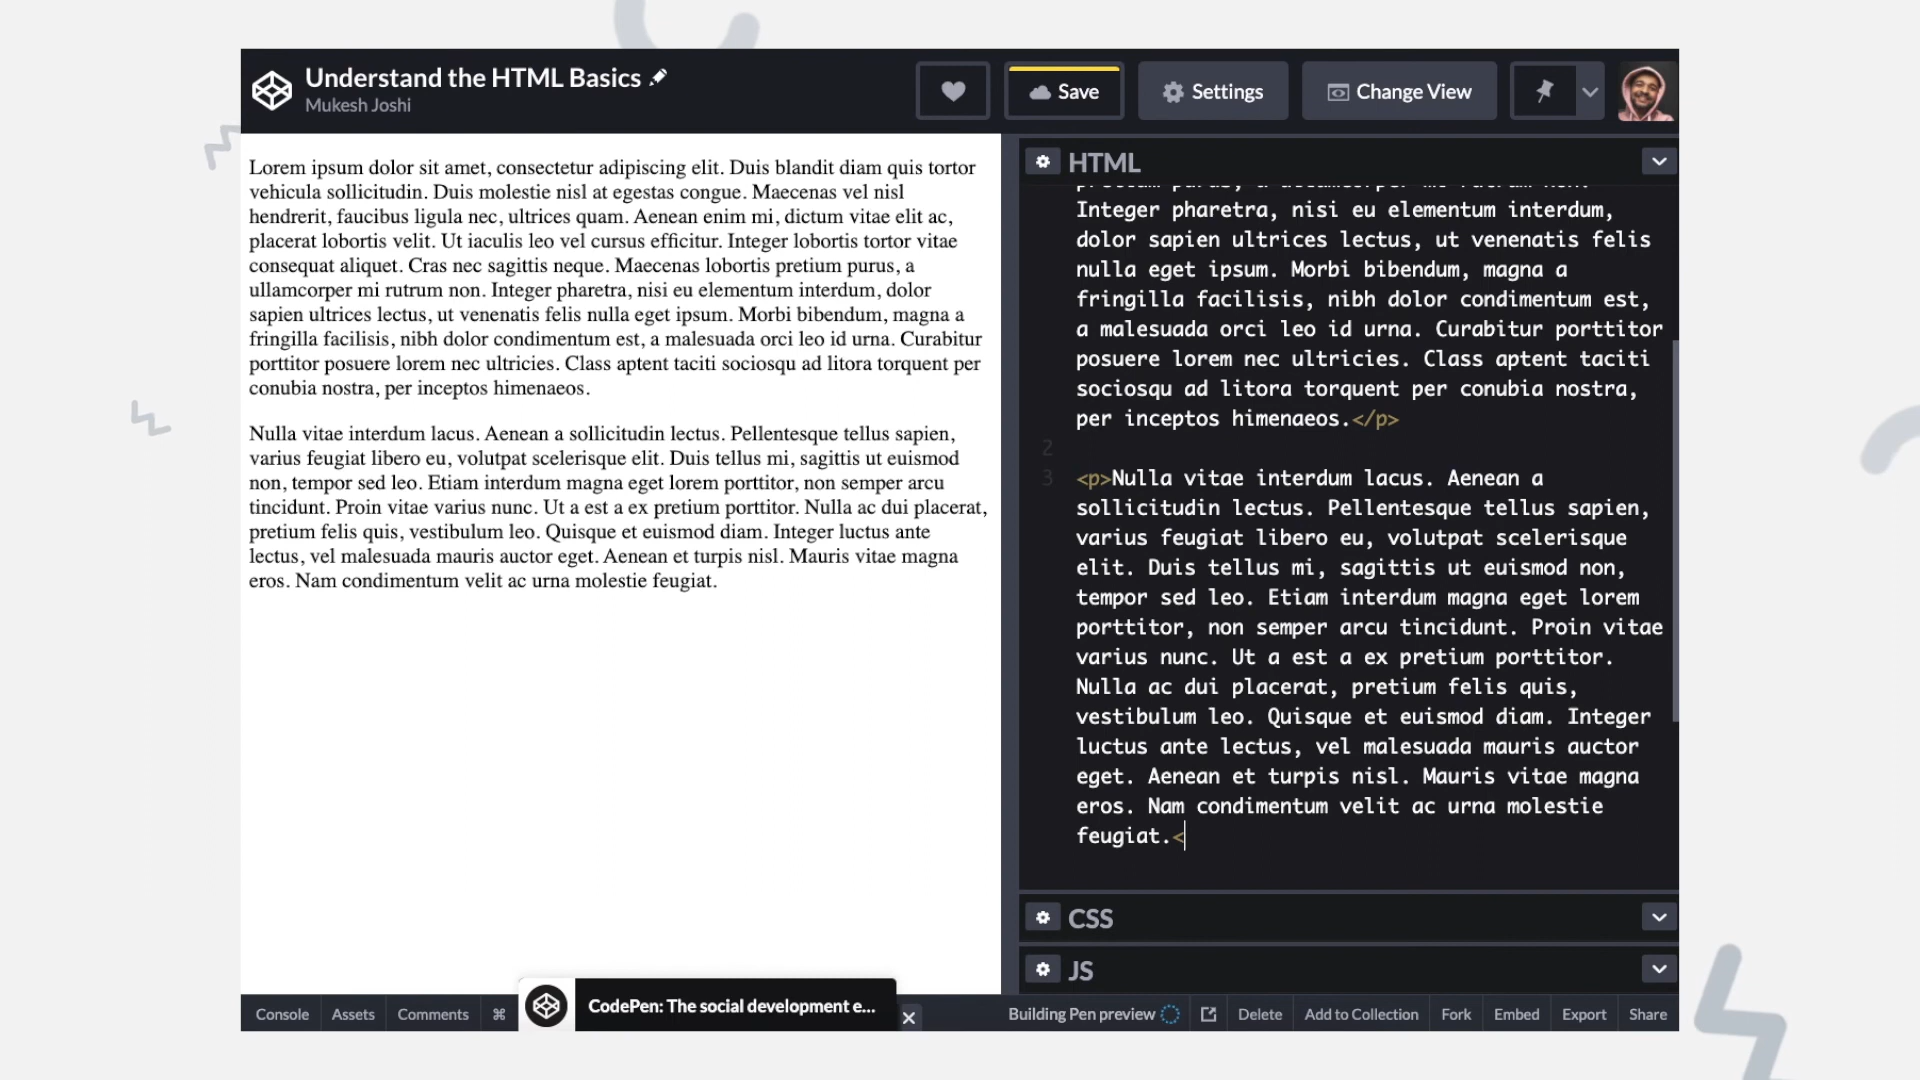 Understand the HTML Basics
Mukesh Joshi
Save
Settings
Change View
Lorem ipsum dolor sit amet, consectetur adipiscing elit. Duis blandit diam quis tortor
vehicula sollicitudin. Duis molestie nisl at egestas congue. Maecenas vel nisl
hendrerit, faucibus ligula nec, ultrices quam. Aenean enim mi, dictum vitae elit ac,
placerat lobortis velit. Ut iaculis leo vel cursus efficitur. Integer lobortis tortor vitae
consequat aliquet. Cras nec sagittis neque. Maecenas lobortis pretium purus, a
ullamcorper mi rutrum non. Integer pharetra, nisi eu elementum interdum, dolor
sapien ultrices lectus, ut venenatis felis nulla eget ipsum. Morbi bibendum, magna a
fringilla facilisis, nibh dolor condimentum est, a malesuada orci leo id urna. Curabitur
porttitor posuere lorem nec ultricies. Class aptent taciti sociosqu ad litora torquent per
conubia nostra, per inceptos himenaeos.
Nulla vitae interdum lacus. Aenean a sollicitudin lectus. Pellentesque tellus sapien,
varius feugiat libero eu, volutpat scelerisque elit. Duis tellus mi, sagittis ut euismod
non, tempor sed leo. Etiam interdum magna eget lorem porttitor, non semper arcu
tincidunt. Proin vitae varius nunc. Ut a est a ex pretium porttitor. Nulla ac dui placerat,
pretium felis quis, vestibulum leo. Quisque et euismod diam. Integer luctus ante
lectus, vel malesuada mauris auctor eget. Aenean et turpis nisl. Mauris vitae magna
eros. Nam condimentum velit ac urna molestie feugiat.
HTML
Integer pharetra, nisi eu elementum interdum,
dolor sapien ultrices lectus, ut venenatis felis
nulla eget ipsum. Morbi bibendum, magna a
fringilla facilisis, nibh dolor condimentum est,
a malesuada orci leo id urna. Curabitur porttitor
posuere lorem nec ultricies. Class aptent taciti
sociosqu ad litora torquent per conubia nostra,
per inceptos himenaeos.</p>
2
3 <p>Nulla vitae interdum lacus. Aenean a
sollicitudin lectus. Pellentesque tellus sapien,
varius feugiat libero eu, volutpat scelerisque
elit. Duis tellus mi, sagittis ut euismod non,
tempor sed leo. Etiam interdum magna eget lorem
porttitor, non semper arcu tincidunt. Proin vitae
varius nunc. Ut a est a ex pretium porttitor.
Nulla ac dui placerat, pretium felis quis,
vestibulum leo. Quisque et euismod diam. Integer
luctus ante lectus, vel malesuada mauris auctor
eget. Aenean et turpis nisl. Mauris vitae magna
eros. Nam condimentum velit ac urna molestie
feugiat.<
CSS
JS
Console Assets Comments ⌘
CodePen: The social development e...
Building Pen preview Delete Add to Collection Fork Embed Export Share